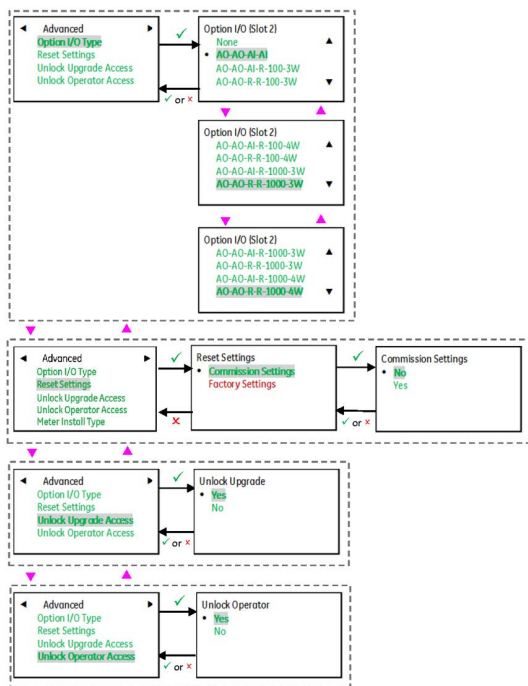 Advanced
Option I/O Type
Reset Settings
Unlock Upgrade Access
Unlock Operator Access
Option I/O (Slot 2)
None
AO-AO-AI-AI
AO-AO-AI-R-100-3W
AO-AO-R-R-100-3W
✓ or ×
Option I/O (Slot 2)
AO-AO-AI-R-100-4W
AO-AO-R-R-100-4W
AO-AO-AI-R-1000-3W
AO-AO-R-R-1000-3W
Option I/O (Slot 2)
AO-AO-AI-R-1000-3W
AO-AO-R-R-1000-3W
AO-AO-AI-R-1000-4W
AO-AO-R-R-1000-4W
Advanced
Option I/O Type
Reset Settings
Unlock Upgrade Access
Unlock Operator Access
Meter Install Type
Reset Settings
Commission Settings
Factory Settings
Commission Settings
No
Yes
✓ or ×
Advanced
Option I/O Type
Reset Settings
Unlock Upgrade Access
Unlock Operator Access
Unlock Upgrade
Yes
No
✓ or ×
Advanced
Option I/O Type
Reset Settings
Unlock Upgrade Access
Unlock Operator Access
Unlock Operator
Yes
No
✓ or ×